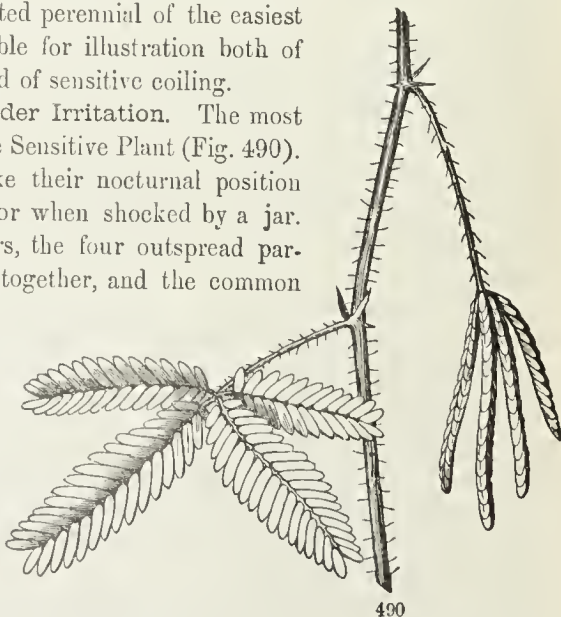 ted perennial of the easiest
ble for illustration both of
d of sensitive coiling.
der Irritation. The most
e Sensitive Plant (Fig. 490).
ke their nocturnal position
or when shocked by a jar.
rs, the four outspread par-
together, and the common
490